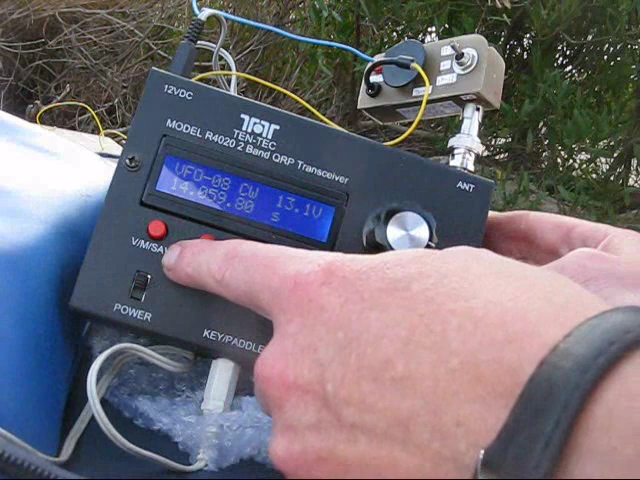 12VDC
TEN-TEC
MODEL R4020 2 Band QRP Transceiver
ANT
VFO-08 CW 13.1V
14.059.80 s
V/M/SAV
POWER
KEY/PADDLE